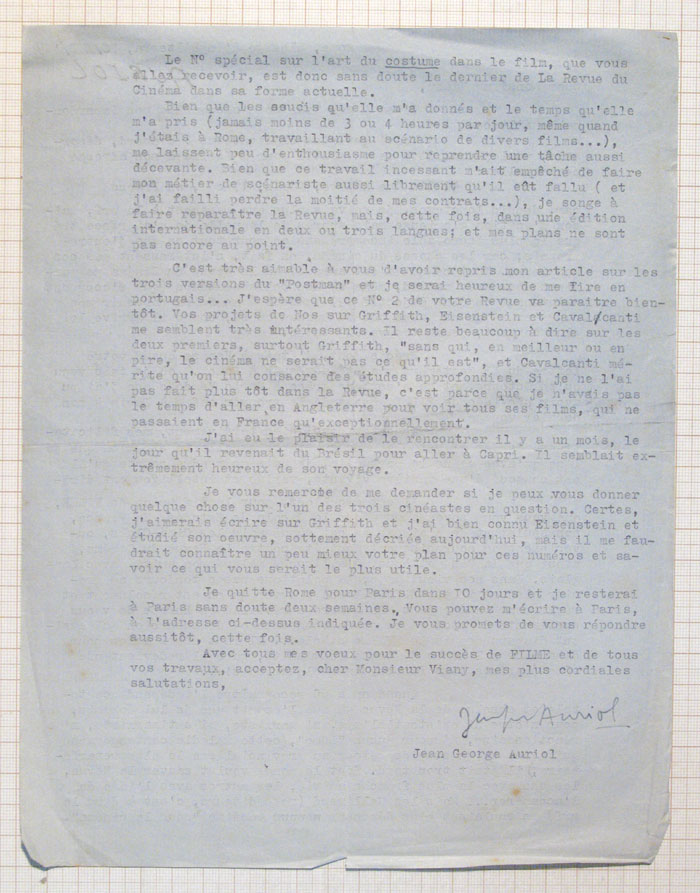 Le N° spécial sur l'art du costume dans le film, que vous
allez recevoir, est donc sans doute le dernier de La Revue du
Cinéma dans sa forme actuelle.
Bien que les soucis qu'elle m'a donnés et le temps qu'elle
m'a pris (jamais moins de 3 ou 4 heures par jour, même quand
j'étais à Rome, travaillant au scénario de divers films...),
me laissent peu d'enthousiasme pour reprendre une tâche aussi
décevante. Bien que ce travail incessant m'ait empêché de faire
mon métier de scénariste aussi librement qu'il eût fallu ( et
j'ai failli perdre la moitié de mes contrats...), je songe à
faire reparaître la Revue, mais, cette fois, dans une édition
internationale en deux ou trois langues; et mes plans ne sont
pas encore au point.
C'est très aimable à vous d'avoir repris mon article sur les
trois versions du "Postman" et je serai heureux de me lire en
portugais... J'espère que ce N° 2 de votre Revue va paraitre bien-
tôt. Vos projets de Nos sur Griffith, Eisenstein et Cavalcanti
me semblent très intéressants. Il reste beaucoup à dire sur les
deux premiers, surtout Griffith, "sans qui, en meilleur ou en
pire, le cinéma ne serait pas ce qu'il est", et Cavalcanti mé-
rite qu'on lui consacre des études approfondies. Si je ne l'ai
pas fait plus tôt dans la Revue, c'est parce que je n'avais pas
le temps d'aller en Angleterre pour voir tous ses films, qui ne
passaient en France qu'exceptionnellement.
J'ai eu le plaisir de le rencontrer il y a un mois, le
jour qu'il revenait du Brésil pour aller à Capri. Il semblait ex-
trêmement heureux de son voyage.
Je vous remercie de me demander si je peux vous donner
quelque chose sur l'un des trois cinéastes en question. Certes,
j'aimerais écrire sur Griffith et j'ai bien connu Eisenstein et
étudié son oeuvre, sottement décriée aujourd'hui, mais il me fau-
drait connaître un peu mieux votre plan pour ces numéros et sa-
voir ce qui vous serait le plus utile.
Je quitte Rome pour Paris dans 10 jours et je resterai
à Paris sans doute deux semaines. Vous pouvez m'écrire à Paris,
à l'adresse ci-dessus indiquée. Je vous promets de vous répondre
aussitôt, cette fois.
Avec tous mes voeux pour le succès de FILME et de tous
vos travaux, acceptez, cher Monsieur Viany, mes plus cordiales
salutations,
Auriol
Jean George Auriol